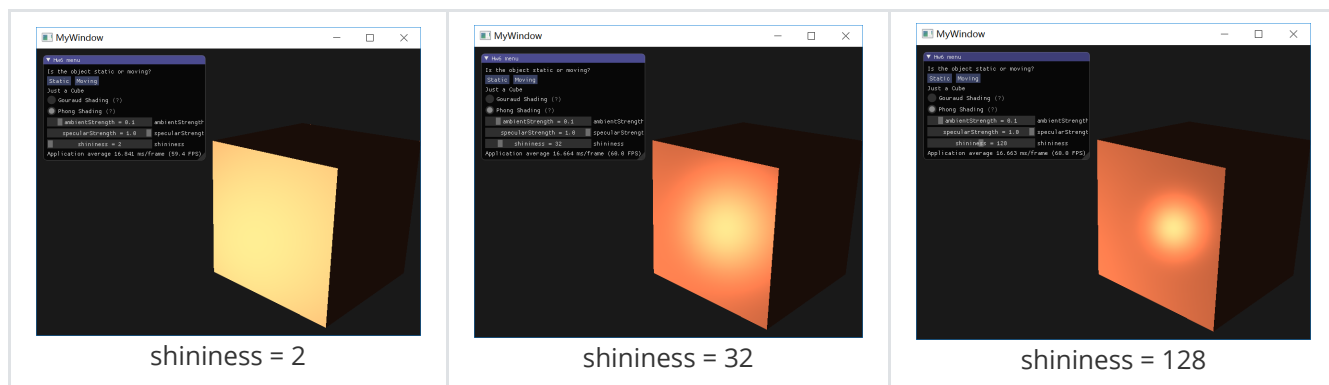 MyWindow
▼ Hw6 menu
Is the object static or moving?
Static Moving
Just a Cube
Gouraud Shading (?)
Phong Shading (?)
ambientStrength = 0.1 ambientStrength
specularStrength = 1.0 specularStrengt
shininess = 2 shininess
Application average 16.841 ms/frame (59.4 FPS)
shininess = 2
MyWindow
▼ Hw6 menu
Is the object static or moving?
Static Moving
Just a Cube
Gouraud Shading (?)
Phong Shading (?)
ambientStrength = 0.1 ambientStrength
specularStrength = 1.0 specularStrengt
shininess = 32 shininess
Application average 16.664 ms/frame (60.0 FPS)
shininess = 32
MyWindow
▼ Hw6 menu
Is the object static or moving?
Static Moving
Just a Cube
Gouraud Shading (?)
Phong Shading (?)
ambientStrength = 0.1 ambientStrength
specularStrength = 1.0 specularStrengt
shininess = 128 shininess
Application average 16.663 ms/frame (60.0 FPS)
shininess = 128